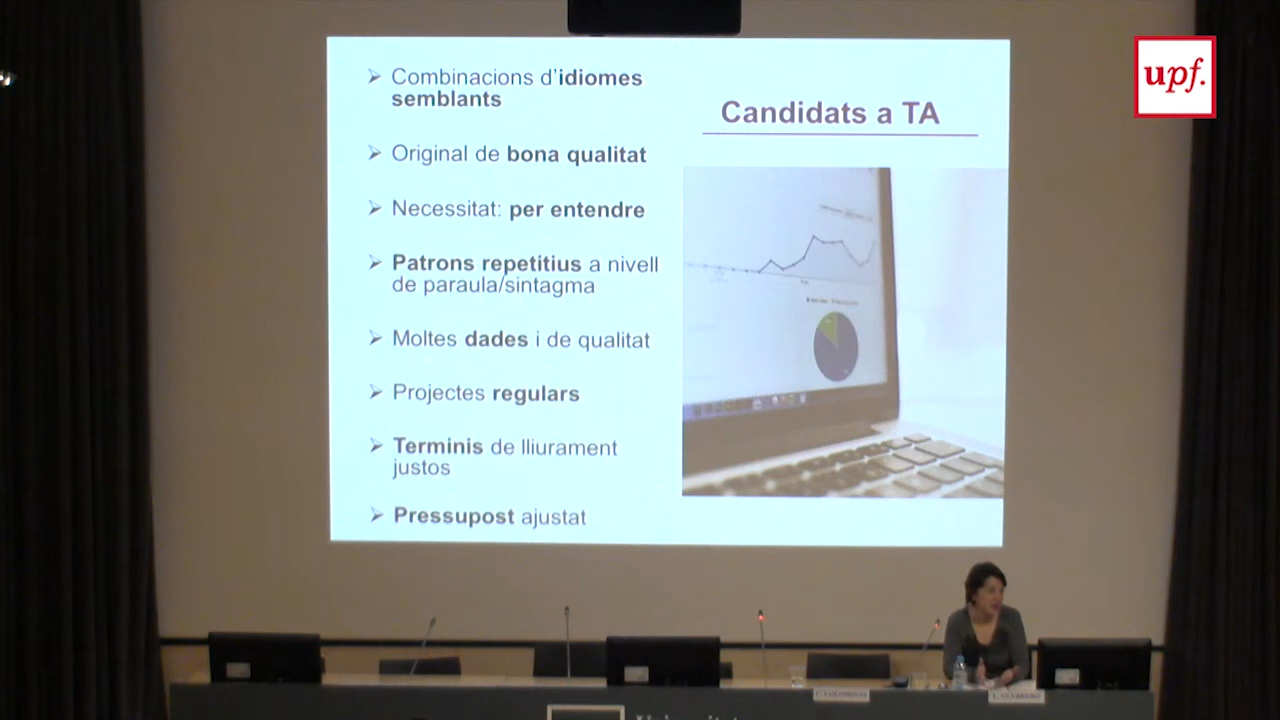 Combinacions d'idiomes
semblants
Original de bona qualitat
Necessitat: per entendre
Patrons repetitius a nivell
de paraula/sintagma
Moltes dades i de qualitat
Projectes regulars
Terminis de lliurament
justos
Pressupost ajustat
Candidats a TA
upf.